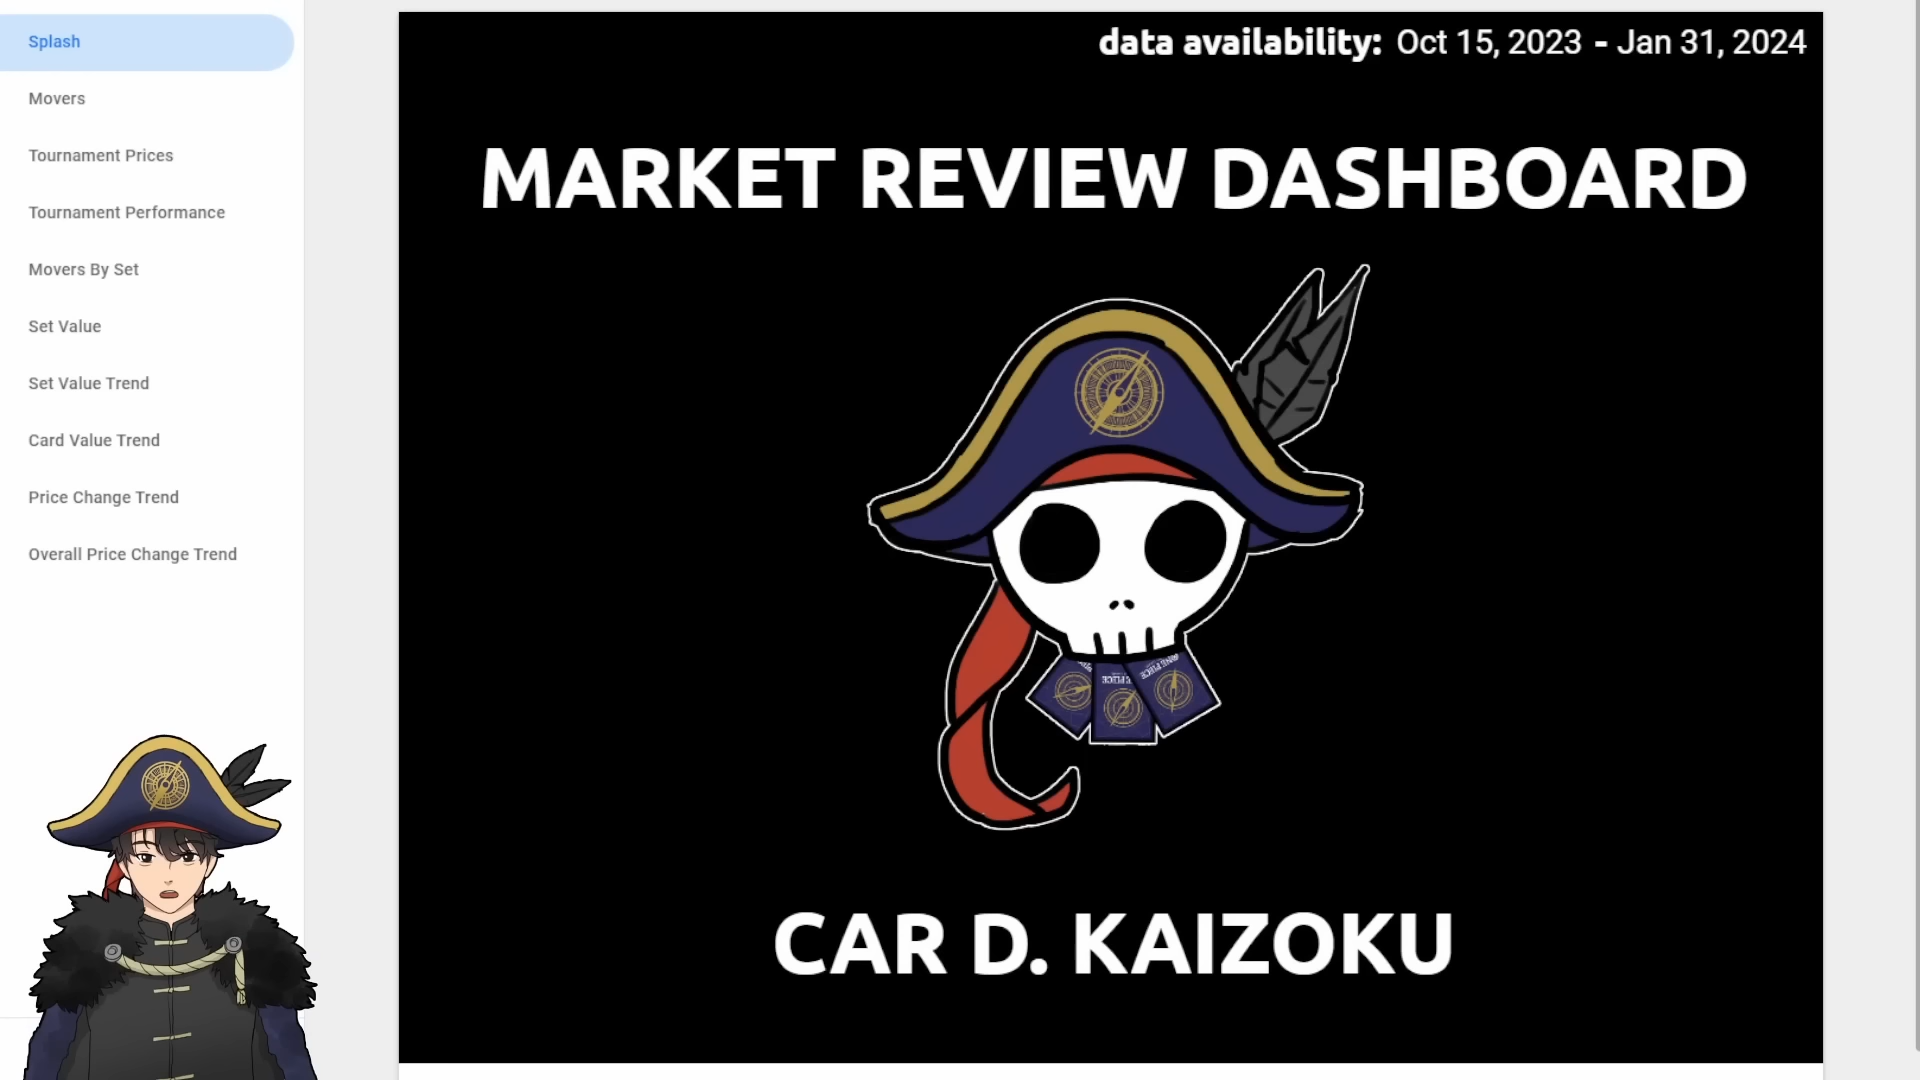 Splash
Movers
Tournament Prices
Tournament Performance
Movers By Set
Set Value
Set Value Trend
Card Value Trend
Price Change Trend
Overall Price Change Trend
data availability: Oct 15, 2023 - Jan 31, 2024
MARKET REVIEW DASHBOARD
CAR D. KAIZOKU